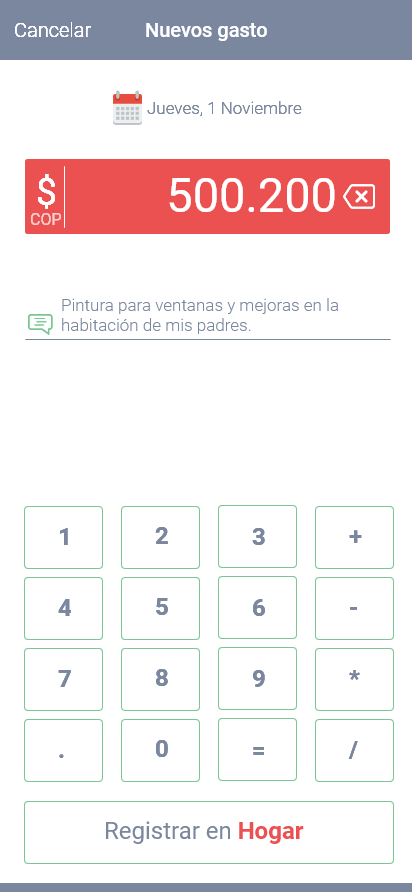 Cancelar Nuevos gasto
Jueves, 1 Noviembre
$ 500.200
COP
Pintura para ventanas y mejoras en la
habitación de mis padres.
1 2 3 +
4 5 6 -
7 8 9 *
. 0 = /
Registrar en Hogar